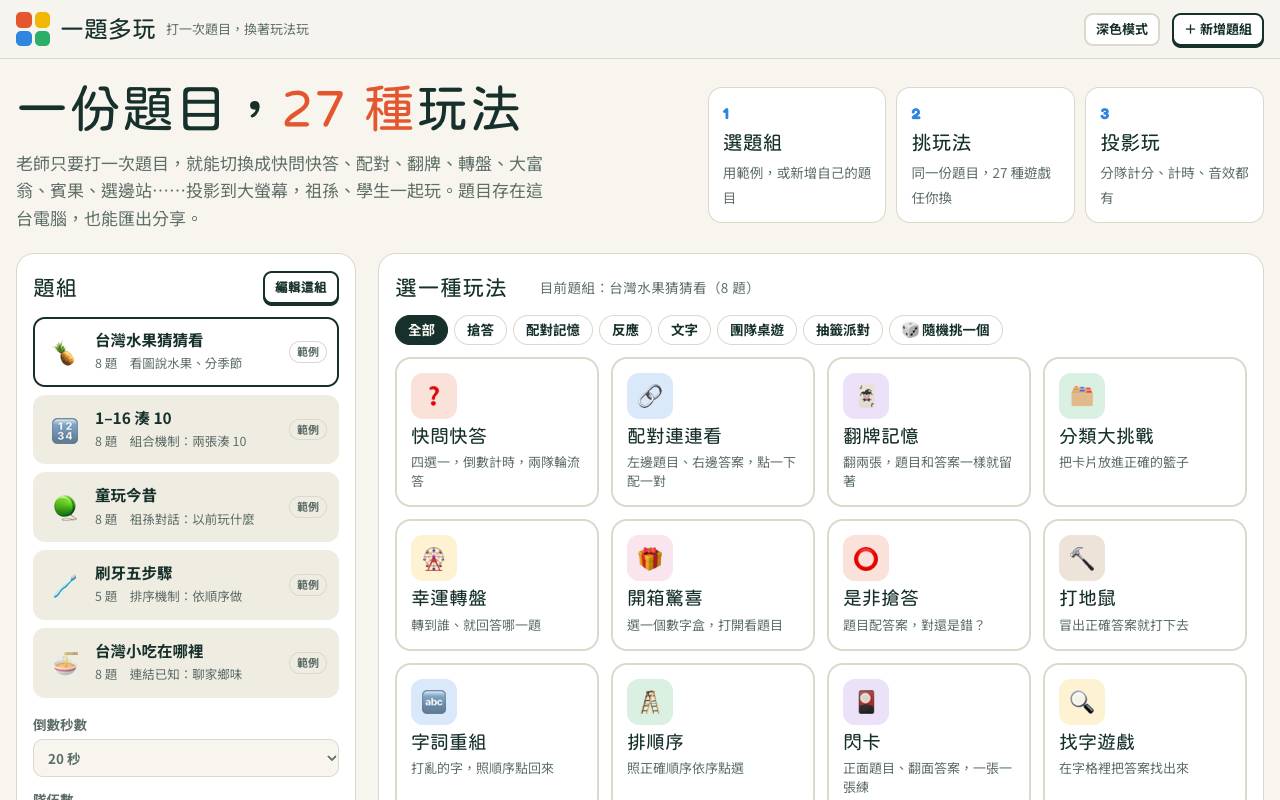 一題多玩
打一次題目，換著玩法玩
深色模式
＋ 新增題組
一份題目，27 種玩法
老師只要打一次題目，就能切換成快問快答、配對、翻牌、轉盤、大富
翁、賓果、選邊站⋯⋯投影到大螢幕，祖孫、學生一起玩。題目存在這
台電腦，也能匯出分享。
1
選題組
用範例，或新增自己的題
目
2
挑玩法
同一份題目，27 種遊戲
任你換
3
投影玩
分隊計分、計時、音效都
有
題組
編輯這組
台灣水果猜猜看
8 題　看圖說水果、分季節
範例
1–16 湊 10
8 題　組合機制：兩張湊 10
範例
童玩今昔
8 題　祖孫對話：以前玩什麼
範例
刷牙五步驟
5 題　排序機制：依順序做
範例
台灣小吃在哪裡
8 題　連結已知：聊家鄉味
範例
倒數秒數
20 秒
選一種玩法
目前題組：台灣水果猜猜看（8 題）
全部
搶答
配對記憶
反應
文字
團隊桌遊
抽籤派對
🎲 隨機挑一個
快問快答
四選一，倒數計時，兩隊輪流
答
配對連連看
左邊題目、右邊答案，點一下
配一對
翻牌記憶
翻兩張，題目和答案一樣就留
著
分類大挑戰
把卡片放進正確的籃子
幸運轉盤
轉到誰、就回答哪一題
開箱驚喜
選一個數字盒，打開看題目
是非搶答
題目配答案，對還是錯？
打地鼠
冒出正確答案就打下去
字詞重組
打亂的字，照順序點回來
排順序
照正確順序依序點選
閃卡
正面題目、翻面答案，一張一
張練
找字遊戲
在字格裡把答案找出來